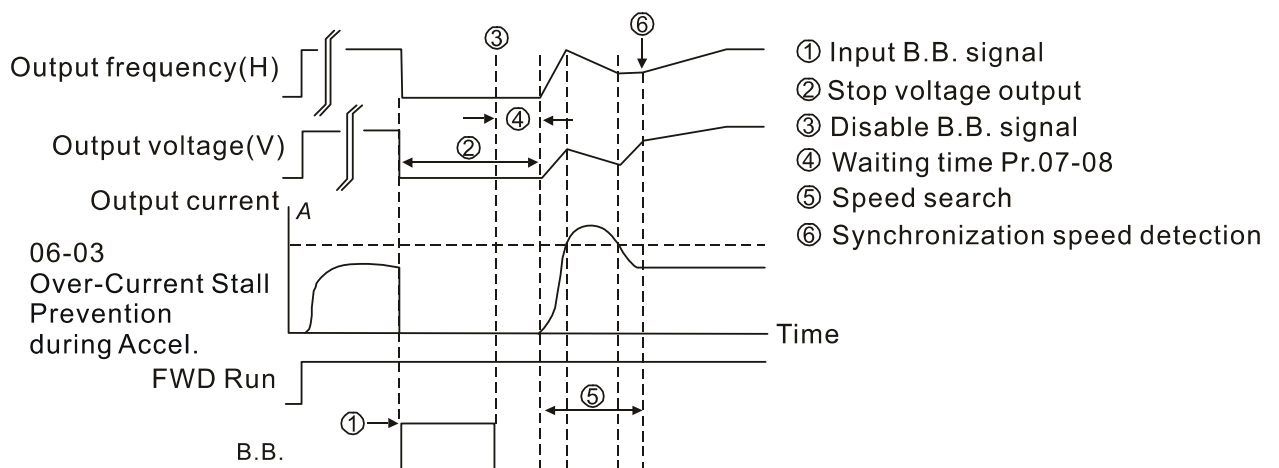 ⑥
③
① Input B.B. signal
Output frequency(H)
② Stop voltage output
④
③ Disable B.B. signal
Output voltage(V)
②
④ Waiting time Pr.07-08
Output current
A
⑤ Speed search
⑥ Synchronization speed detection
06-03
Over-Current Stall
Prevention
during Accel.
Time
FWD Run
⑤
①
B.B.